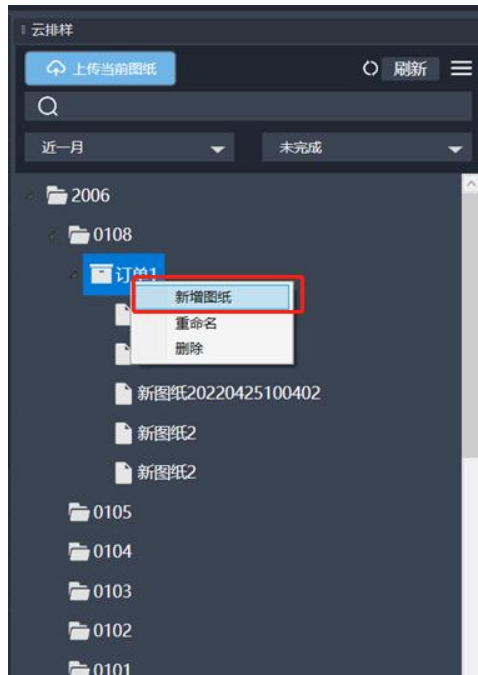 云排样
上传当前图纸
刷新
近一月
未完成
2006
0108
订单1
新增图纸
重命名
删除
新图纸20220425100402
新图纸2
新图纸2
0105
0104
0103
0102
0101